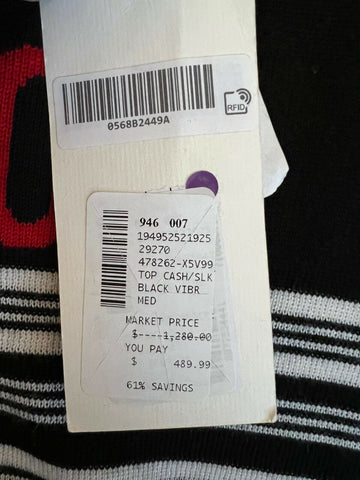 0568B2449A
RFID
946 007
194952521925
29270
478262-X5V99
TOP CASH/SLK
BLACK VIBR
MED
MARKET PRICE
$----1,280.00
YOU PAY
$ 489.99
61% SAVINGS